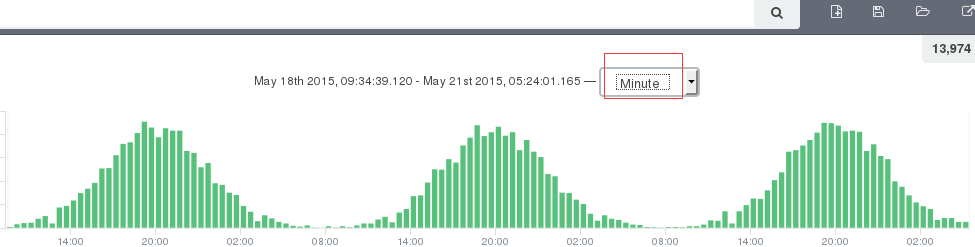 13,974
May 18th 2015, 09:34:39.120 - May 21st 2015, 05:24:01.165 — Minute
14:00 20:00 02:00 08:00 14:00 20:00 02:00 08:00 14:00 20:00 02:00